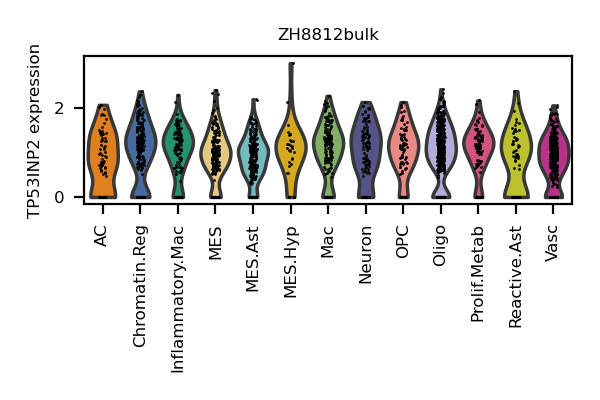 ZH8812bulk
TP53INP2 expression
2
0
AC
Chromatin.Reg
Inflammatory.Mac
MES
MES.Ast
MES.Hyp
Mac
Neuron
OPC
Oligo
Prolif.Metab
Reactive.Ast
Vasc